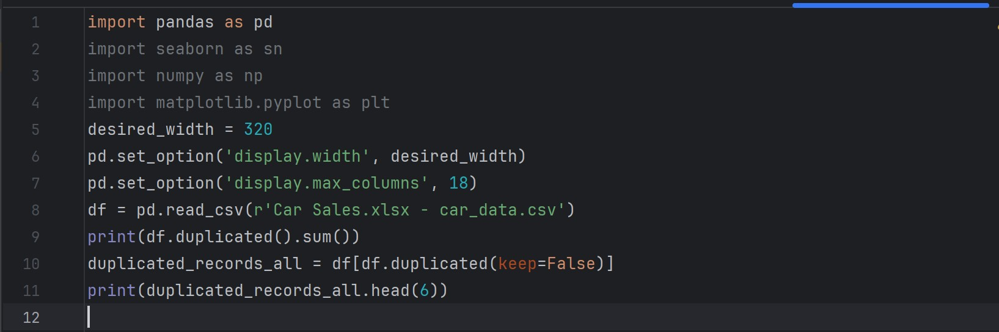 1 import pandas as pd
2 import seaborn as sn
3 import numpy as np
4 import matplotlib.pyplot as plt
5 desired_width = 320
6 pd.set_option('display.width', desired_width)
7 pd.set_option('display.max_columns', 18)
8 df = pd.read_csv(r'Car Sales.xlsx - car_data.csv')
9 print(df.duplicated().sum())
10 duplicated_records_all = df[df.duplicated(keep=False)]
11 print(duplicated_records_all.head(6))
12